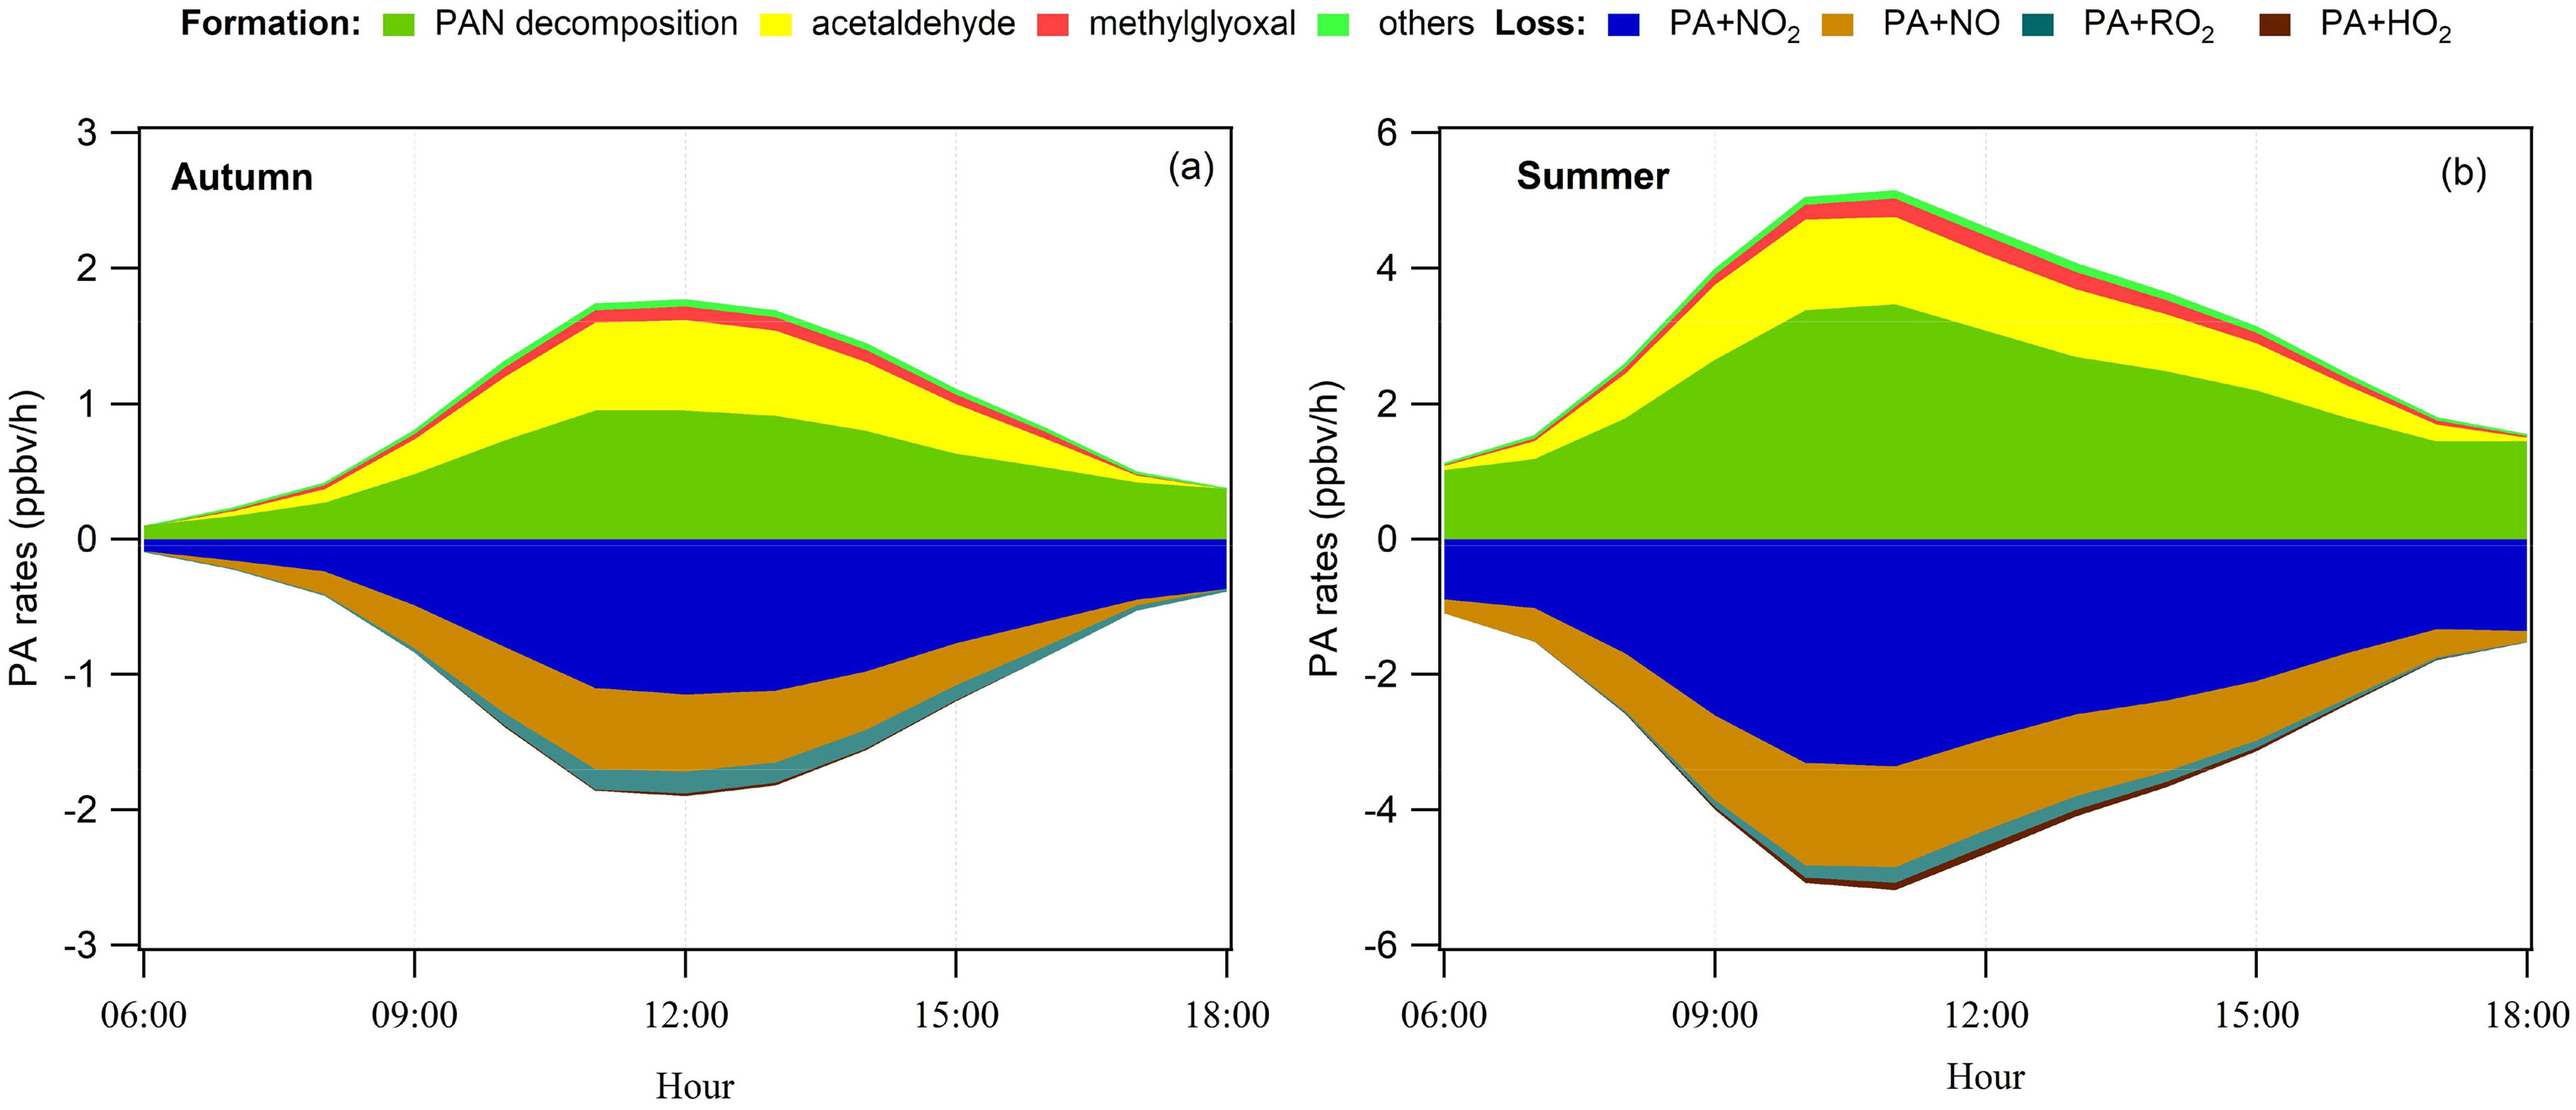 Formation: PAN decomposition acetaldehyde methylglyoxal others Loss: PA+NO₂ PA+NO PA+RO₂ PA+HO₂
Autumn
(a)
PA rates (ppbv/h)
3
2
1
0
-1
-2
-3
06:00 09:00 12:00 15:00 18:00
Hour
Summer
(b)
PA rates (ppbv/h)
6
4
2
0
-2
-4
-6
06:00 09:00 12:00 15:00 18:00
Hour